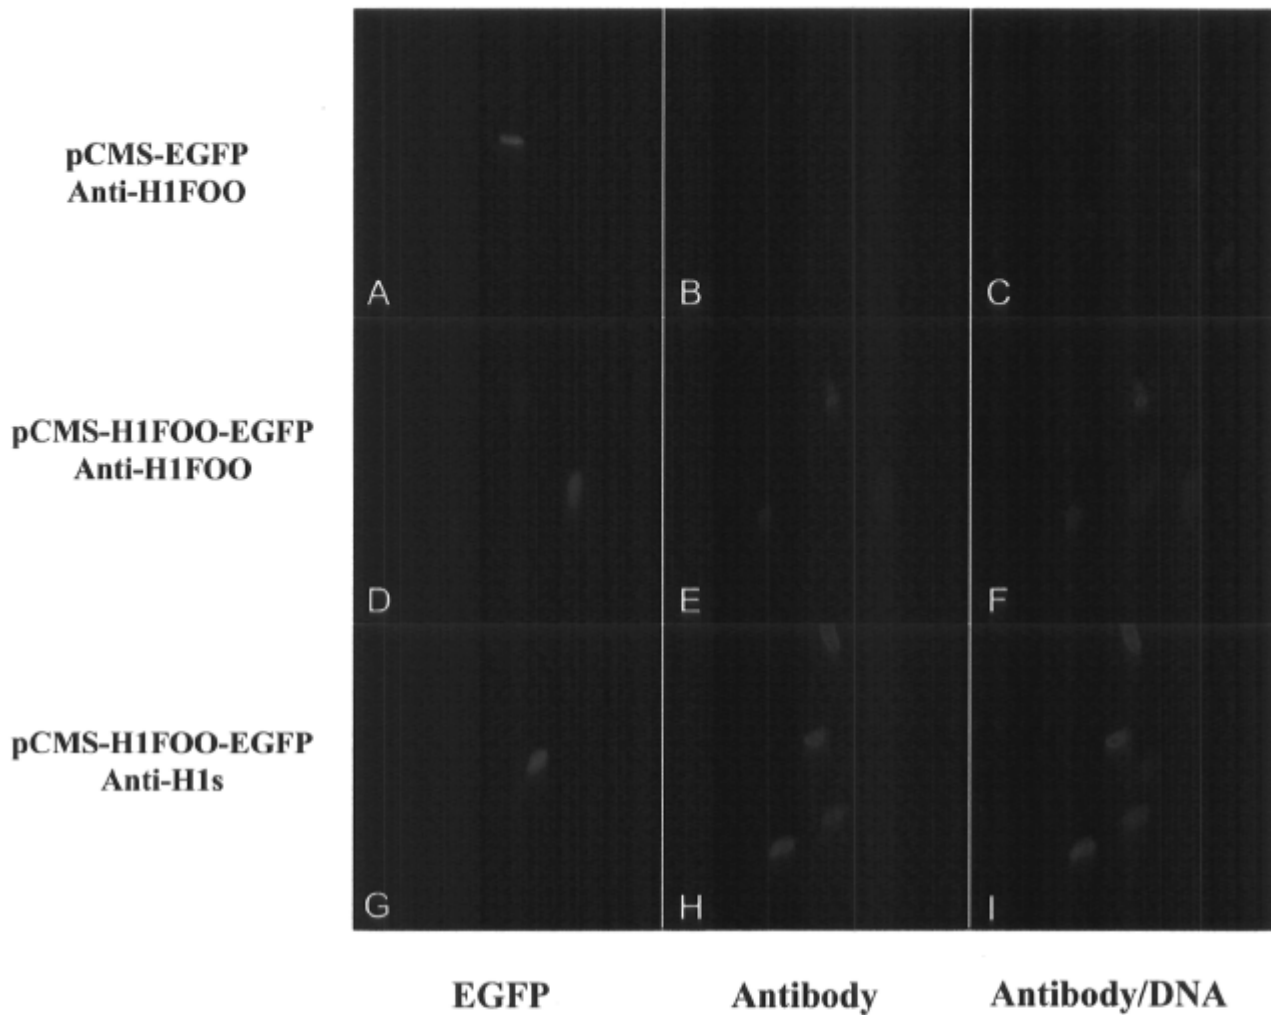 pCMS-EGFP
Anti-H1FOO
A
B
C
pCMS-H1FOO-EGFP
Anti-H1FOO
D
E
F
pCMS-H1FOO-EGFP
Anti-H1s
G
H
I
EGFP
Antibody
Antibody/DNA